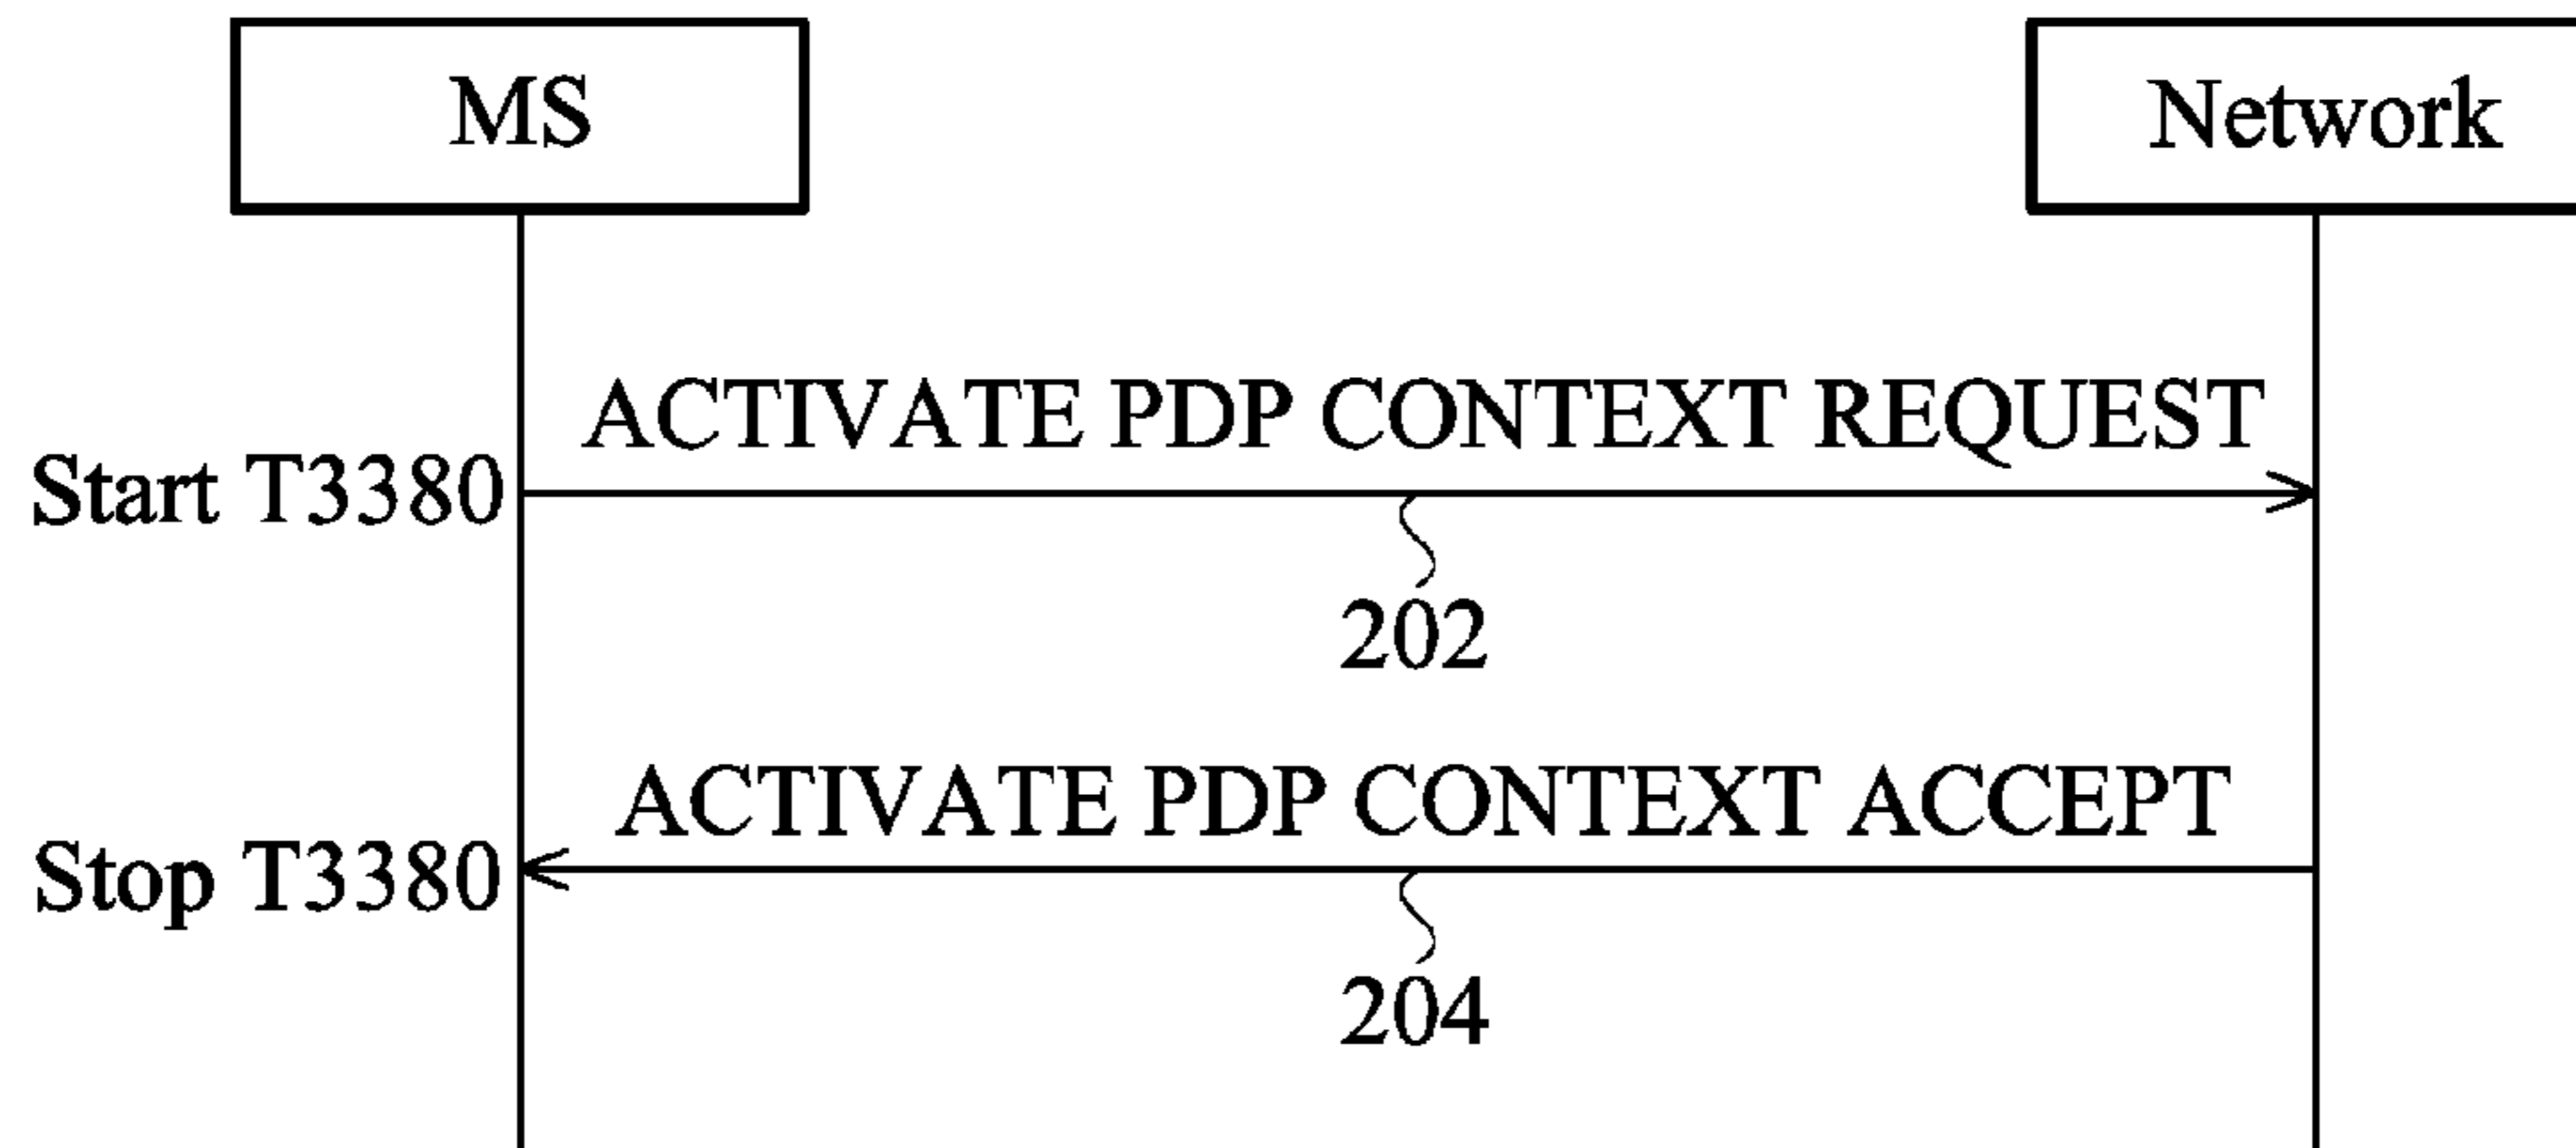 MS
Network
ACTIVATE PDP CONTEXT REQUEST
Start T3380
202
ACTIVATE PDP CONTEXT ACCEPT
Stop T3380
204